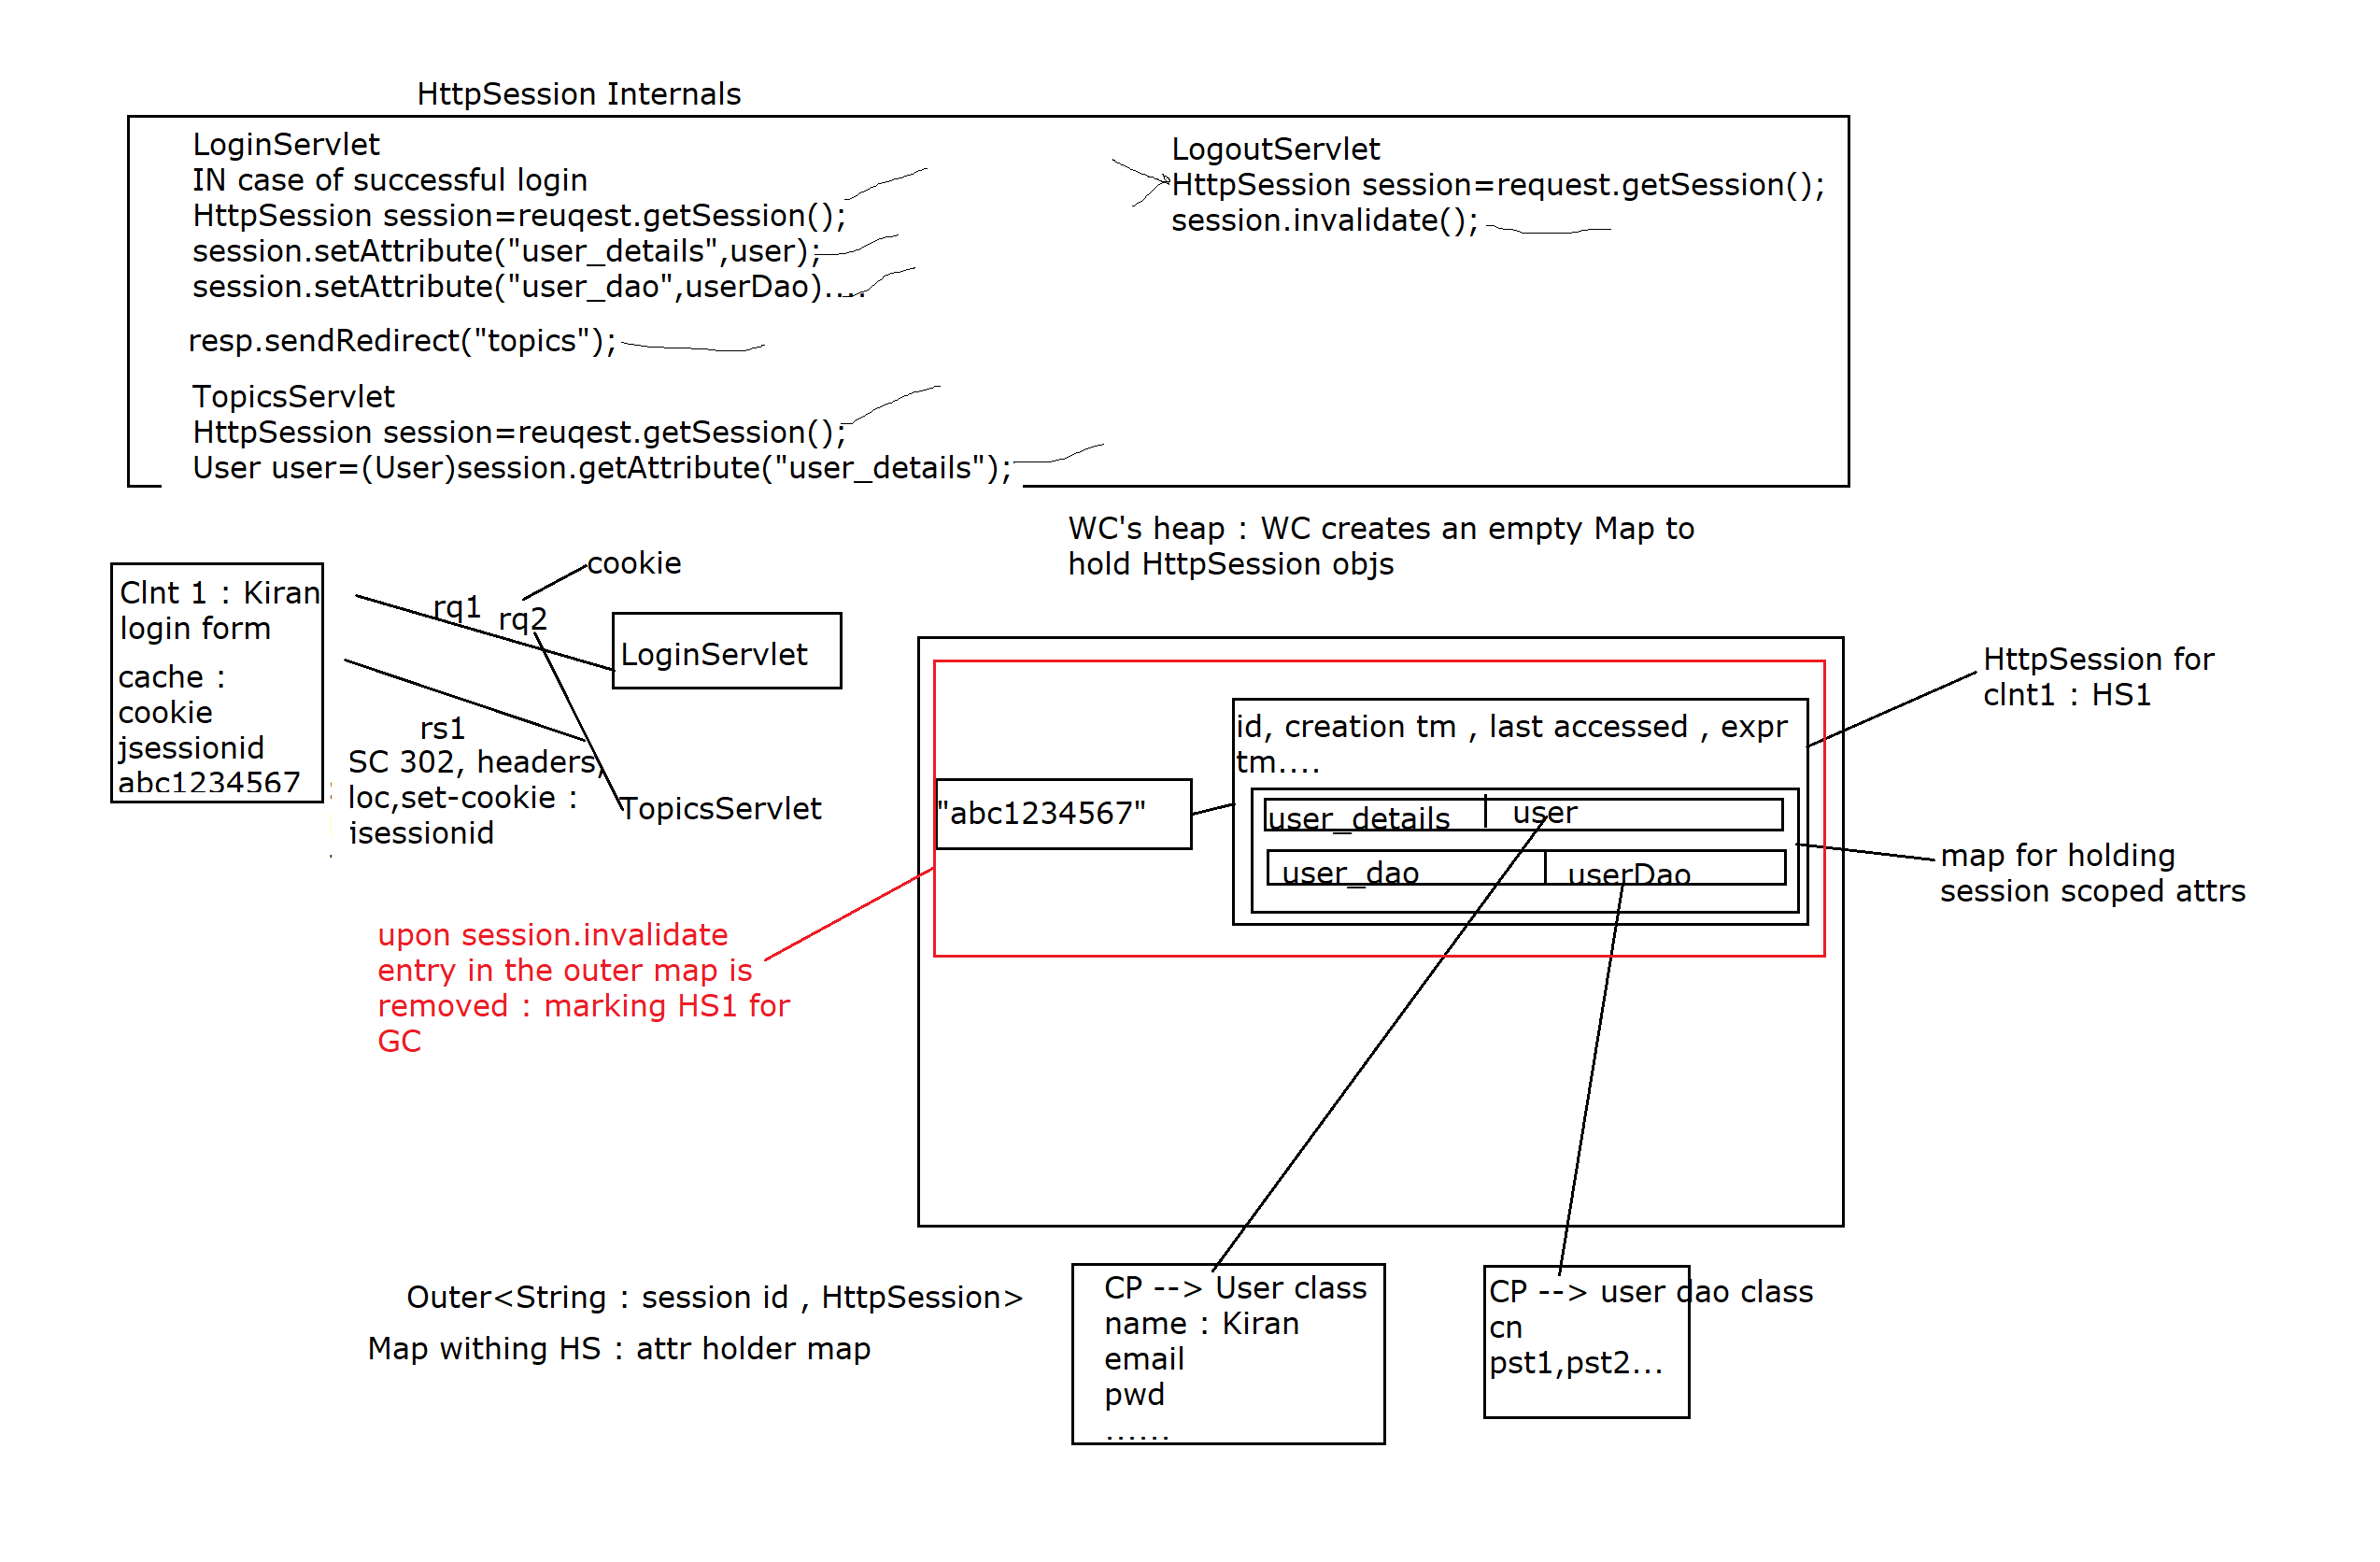 HttpSession Internals
LoginServlet
IN case of successful login
HttpSession session=reuqest.getSession();
session.setAttribute("user_details",user);
session.setAttribute("user_dao",userDao)....
resp.sendRedirect("topics");
TopicsServlet
HttpSession session=reuqest.getSession();
User user=(User)session.getAttribute("user_details");
LogoutServlet
HttpSession session=request.getSession();
session.invalidate();
WC's heap : WC creates an empty Map to
hold HttpSession objs
Clnt 1 : Kiran
login form
cache :
cookie
jsessionid
abc1234567
cookie
rq1
rq2
LoginServlet
rs1
SC 302, headers,
loc,set-cookie :
jsessionid
TopicsServlet
"abc1234567"
id, creation tm , last accessed , expr
tm....
user_details
user
user_dao
userDao
HttpSession for
clnt1 : HS1
map for holding
session scoped attrs
upon session.invalidate
entry in the outer map is
removed : marking HS1 for
GC
Outer<String : session id , HttpSession>
Map withing HS : attr holder map
CP --> User class
name : Kiran
email
pwd
......
CP --> user dao class
cn
pst1,pst2...